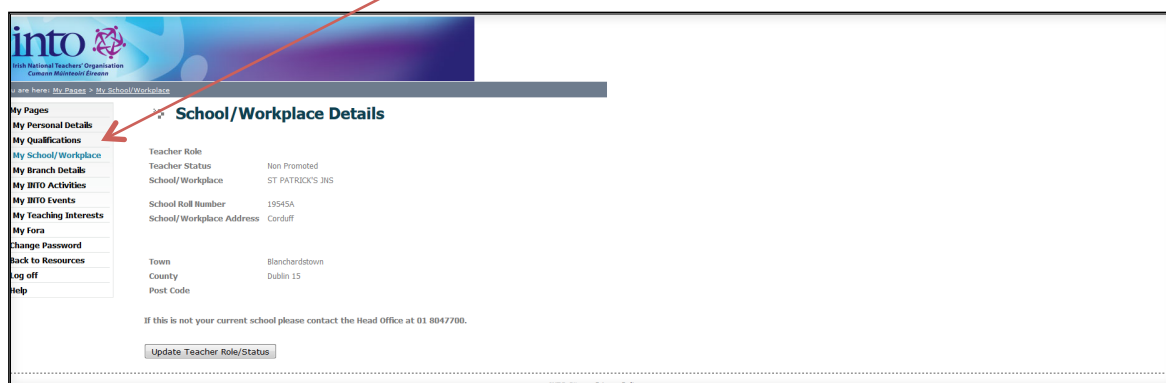 into
Irish National Teachers' Organisation
Cumann Múinteoirí Éireann
u are here: My Pages > My School/Workplace
My Pages
My Personal Details
My Qualifications
My School/Workplace
My Branch Details
My INTO Activities
My INTO Events
My Teaching Interests
My Fora
Change Password
Back to Resources
Log off
Help
School/Workplace Details
Teacher Role
Teacher Status Non Promoted
School/Workplace ST PATRICK'S JNS
School Roll Number 19545A
School/Workplace Address Corduff
Town Blanchardstown
County Dublin 15
Post Code
If this is not your current school please contact the Head Office at 01 8047700.
Update Teacher Role/Status